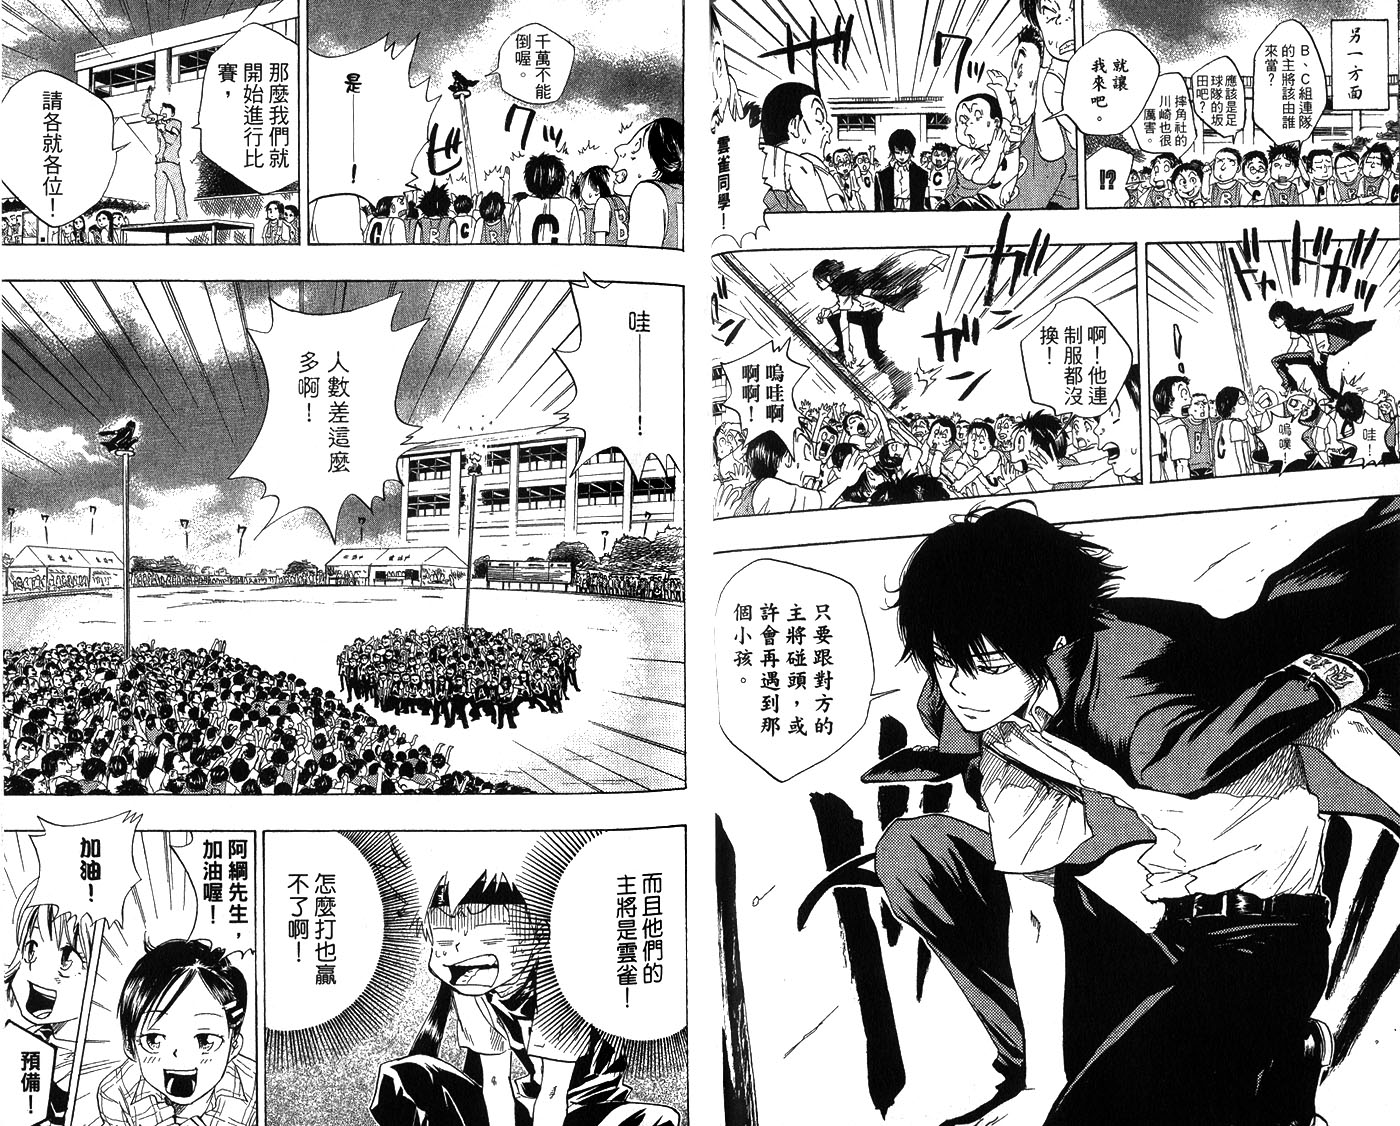 另一方面
B、C組連隊
的主將該由誰
來當？
應該是足
球隊的坂
田吧？
摔角社的
川崎也很
厲害。
!?
就讓
我來吧。
雲雀同學！
哇！
嗚噗！
啊！他連
制服都沒
換！
嗚哇啊
啊啊！
只要跟對方的
主將碰頭，或
許會再遇到那
個小孩。
千萬不能
倒喔。
是——！
那麼我們就
開始進行比
賽，
請各就各位！
哇——！
人數差這麼
多啊！
而且他們的
主將是雲雀！
怎麼打也贏
不了啊！
阿綱先生，
加油喔！
加油！
預備！